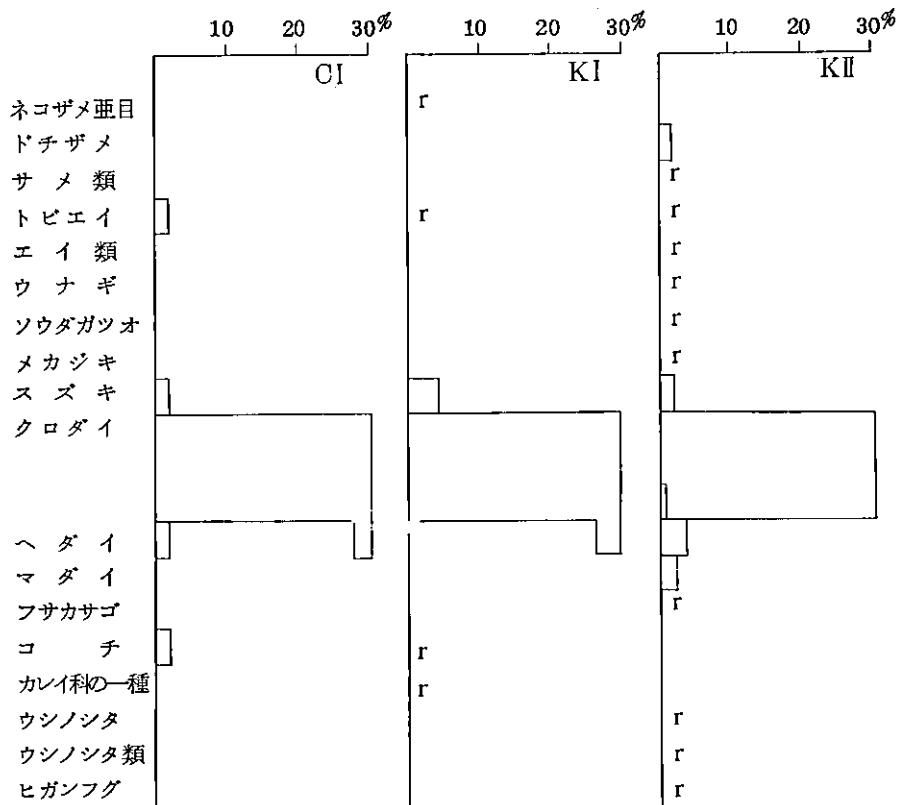 10 20 30% 10 20 30% 10 20 30%
CI KI KII
ネコザメ亜目 r
ドチザメ
サメ類 r
トビエイ r r
エイ類 r
ウナギ r
ソウダガツオ r
メカジキ r
スズキ
クロダイ
ヘダイ
マダイ
フサカサゴ r
コチ r
カレイ科の一種 r
ウシノシタ r
ウシノシタ類 r
ヒガンフグ r